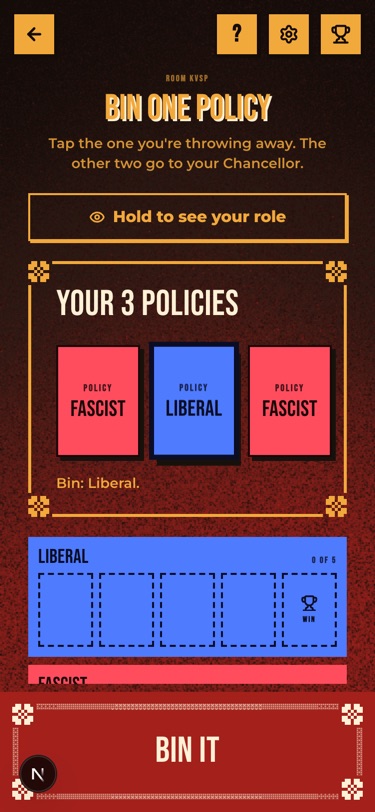 ?
ROOM KVSP
BIN ONE POLICY
Tap the one you're throwing away. The
other two go to your Chancellor.
Hold to see your role
YOUR 3 POLICIES
POLICY
FASCIST
POLICY
LIBERAL
POLICY
FASCIST
Bin: Liberal.
LIBERAL
0 OF 5
WIN
FASCIST
BIN IT
N